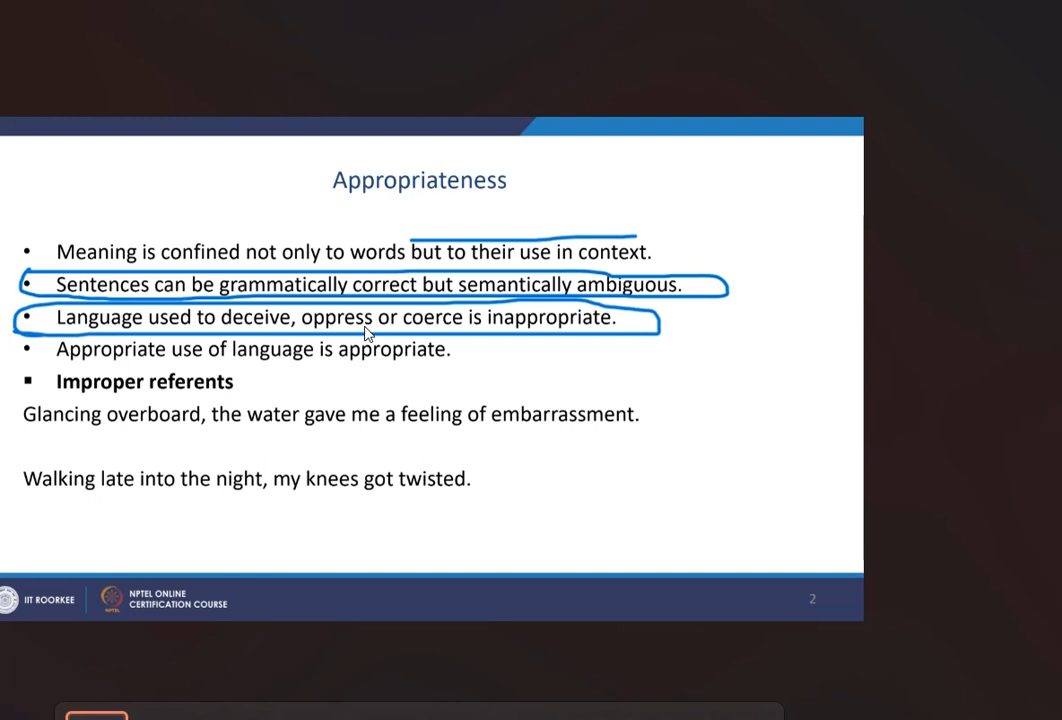 Appropriateness
• Meaning is confined not only to words but to their use in context.
• Sentences can be grammatically correct but semantically ambiguous.
• Language used to deceive, oppress or coerce is inappropriate.
• Appropriate use of language is appropriate.
▪ Improper referents
Glancing overboard, the water gave me a feeling of embarrassment.
Walking late into the night, my knees got twisted.
IIT ROORKEE
NPTEL ONLINE
CERTIFICATION COURSE
2